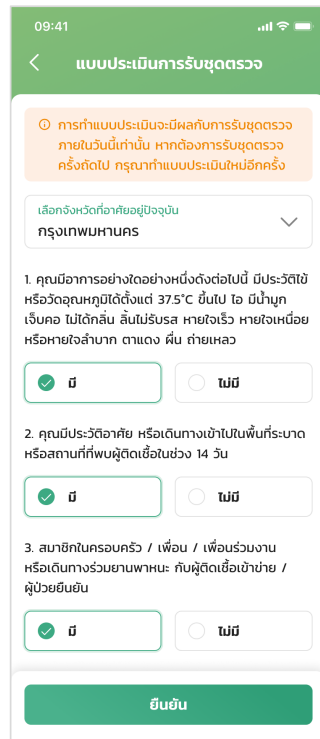 09:41
แบบประเมินการรับชุดตรวจ
การทำแบบประเมินจะมีผลกับการรับชุดตรวจ
ภายในวันนี้เท่านั้น หากต้องการรับชุดตรวจ
ครั้งถัดไป กรุณาทำแบบประเมินใหม่อีกครั้ง
เลือกจังหวัดที่อาศัยอยู่ปัจจุบัน
กรุงเทพมหานคร
1. คุณมีอาการอย่างใดอย่างหนึ่งดังต่อไปนี้ มีประวัติไข้
หรือวัดอุณหภูมิได้ตั้งแต่ 37.5°C ขึ้นไป ไอ มีน้ำมูก
เจ็บคอ ไม่ได้กลิ่น ลิ้นไม่รับรส หายใจเร็ว หายใจเหนื่อย
หรือหายใจลำบาก ตาแดง ผื่น ถ่ายเหลว
มี ไม่มี
2. คุณมีประวัติอาศัย หรือเดินทางเข้าไปในพื้นที่ระบาด
หรือสถานที่ที่พบผู้ติดเชื้อในช่วง 14 วัน
มี ไม่มี
3. สมาชิกในครอบครัว / เพื่อน / เพื่อนร่วมงาน
หรือเดินทางร่วมยานพาหนะ กับผู้ติดเชื้อเข้าข่าย /
ผู้ป่วยยืนยัน
มี ไม่มี
ยืนยัน